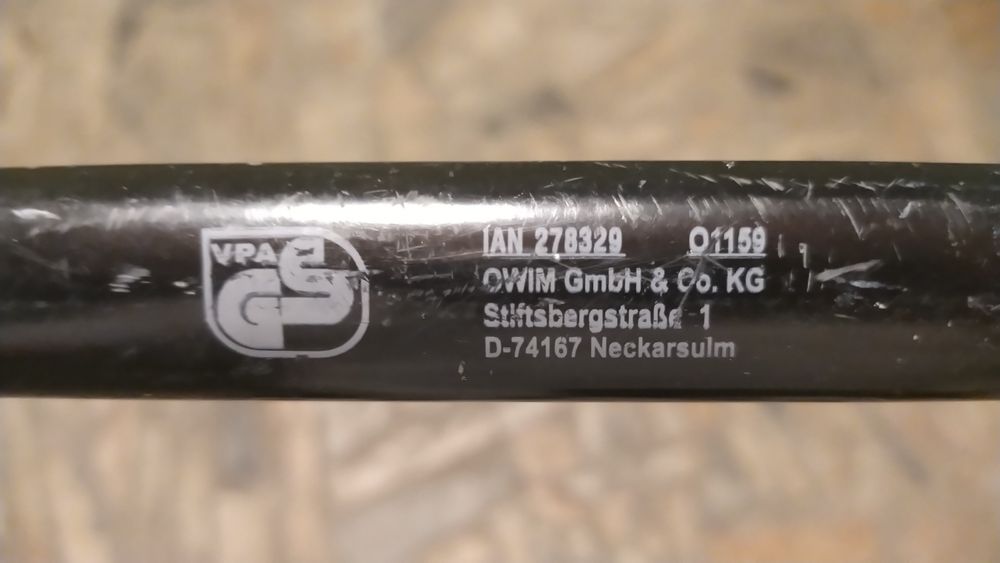 VPA GS
IAN 278329 O1159
OWIM GmbH & Co. KG
Stiftsbergstraße 1
D-74167 Neckarsulm